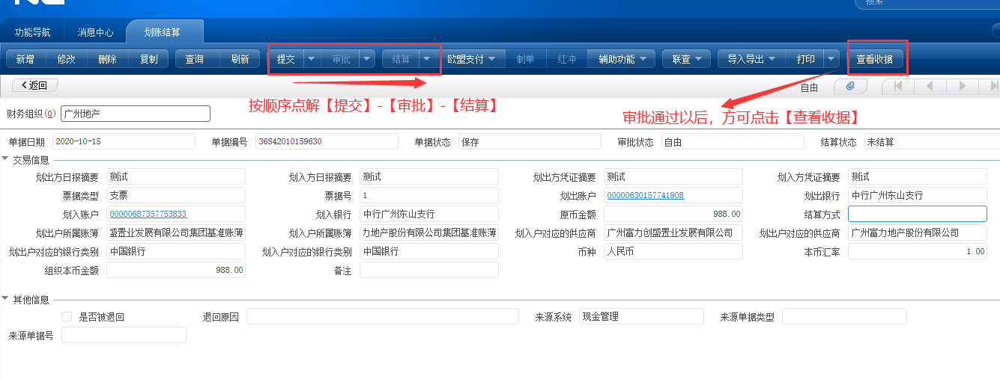 搜索
功能导航 消息中心 划账结算
新增 修改 删除 复制 查询 刷新 提交 审批 结算 欧盟支付 制单 红冲 辅助功能 联查 导入导出 打印 查看收据
返回 自由
按顺序点解【提交】-【审批】-【结算】
审批通过以后，方可点击【查看收据】
财务组织(O) 广州地产
单据日期 2020-10-15 单据编号 36S42010159630 单据状态 保存 审批状态 自由 结算状态 未结算
交易信息
划出方日报摘要 测试 划入方日报摘要 测试 划出方凭证摘要 测试 划入方凭证摘要 测试
票据类型 支票 票据号 1 划出账户 00000630157741908 划出银行 中行广州东山支行
划入账户 00000687357753833 划入银行 中行广州东山支行 原币金额 988.00 结算方式
划出户所属账簿 盛置业发展有限公司集团基准账薄 划入户所属账簿 力地产股份有限公司集团基准账薄 划入户对应的供应商 广州富力创盛置业发展有限公司 划出户对应的供应商 广州富力地产股份有限公司
划出户对应的银行类别 中国银行 划入户对应的银行类别 中国银行 币种 人民币 本币汇率 1.00
组织本币金额 988.00 备注
其他信息
是否被退回 退回原因 来源系统 现金管理 来源单据类型
来源单据号